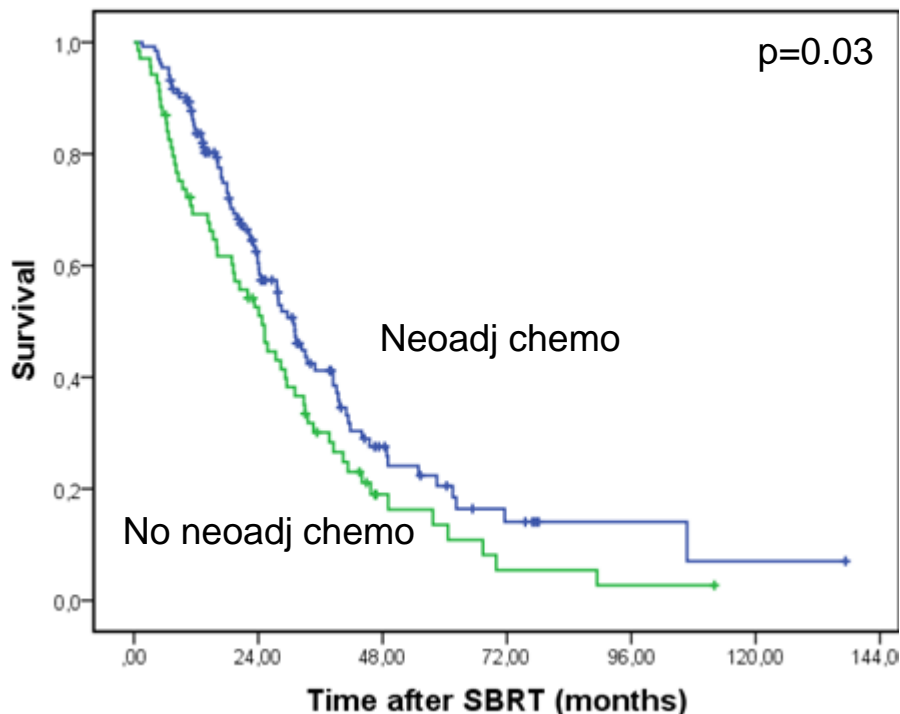 p=0.03
1,0
0,8
0,6
0,4
0,2
0,0
Survival
Neoadj chemo
No neoadj chemo
,00
24,00
48,00
72,00
96,00
120,00
144,00
Time after SBRT (months)